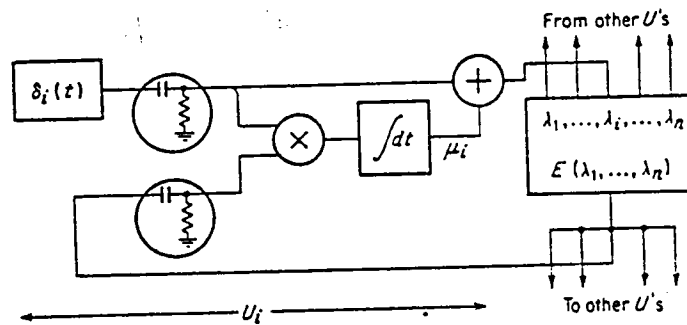 From other U's
δᵢ(t)
+
λ₁,...,λᵢ,...,λₙ
×
∫dt
μᵢ
E(λ₁,...,λₙ)
To other U's
Uᵢ